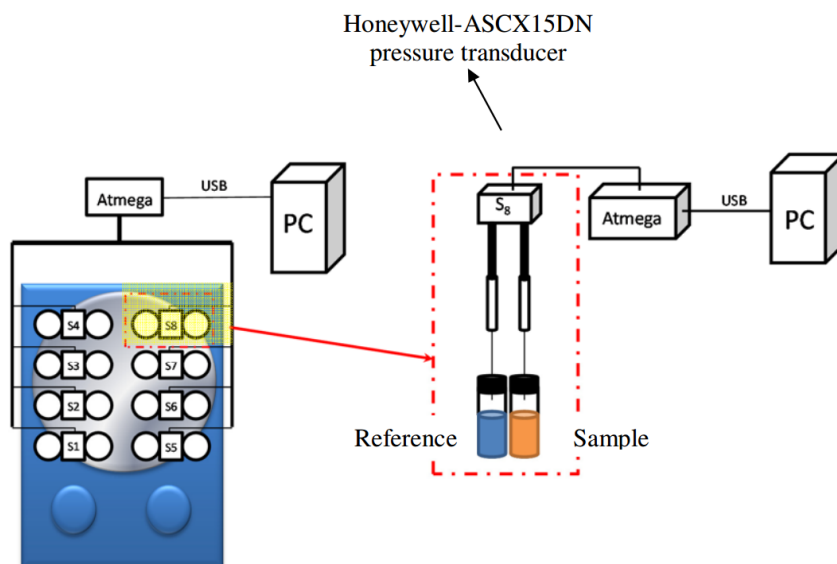 Honeywell-ASCX15DN
pressure transducer
Atmega
USB
PC
S4
S8
S3
S7
S2
S6
S1
S5
S8
Atmega
USB
PC
Reference
Sample